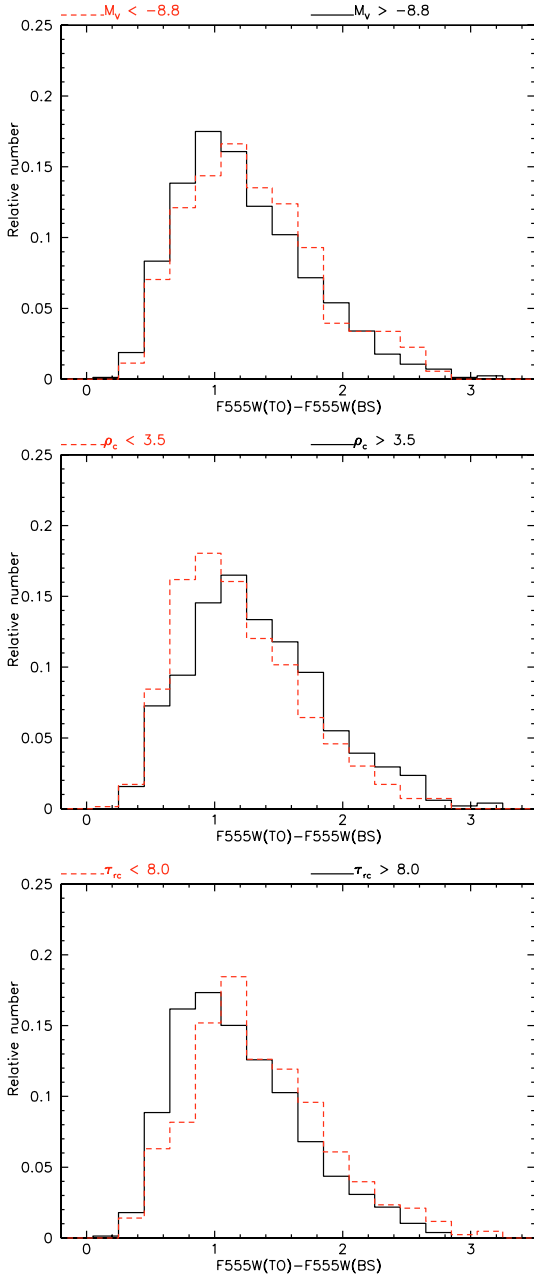 M_v < -8.8 M_v > -8.8
0.25
0.2
0.15
0.1
0.05
0
Relative number
0 1 2 3
F555W(TO)-F555W(BS)
ρ_c < 3.5 ρ_c > 3.5
0.25
0.2
0.15
0.1
0.05
0
Relative number
0 1 2 3
F555W(TO)-F555W(BS)
τ_rc < 8.0 τ_rc > 8.0
0.25
0.2
0.15
0.1
0.05
0
Relative number
0 1 2 3
F555W(TO)-F555W(BS)